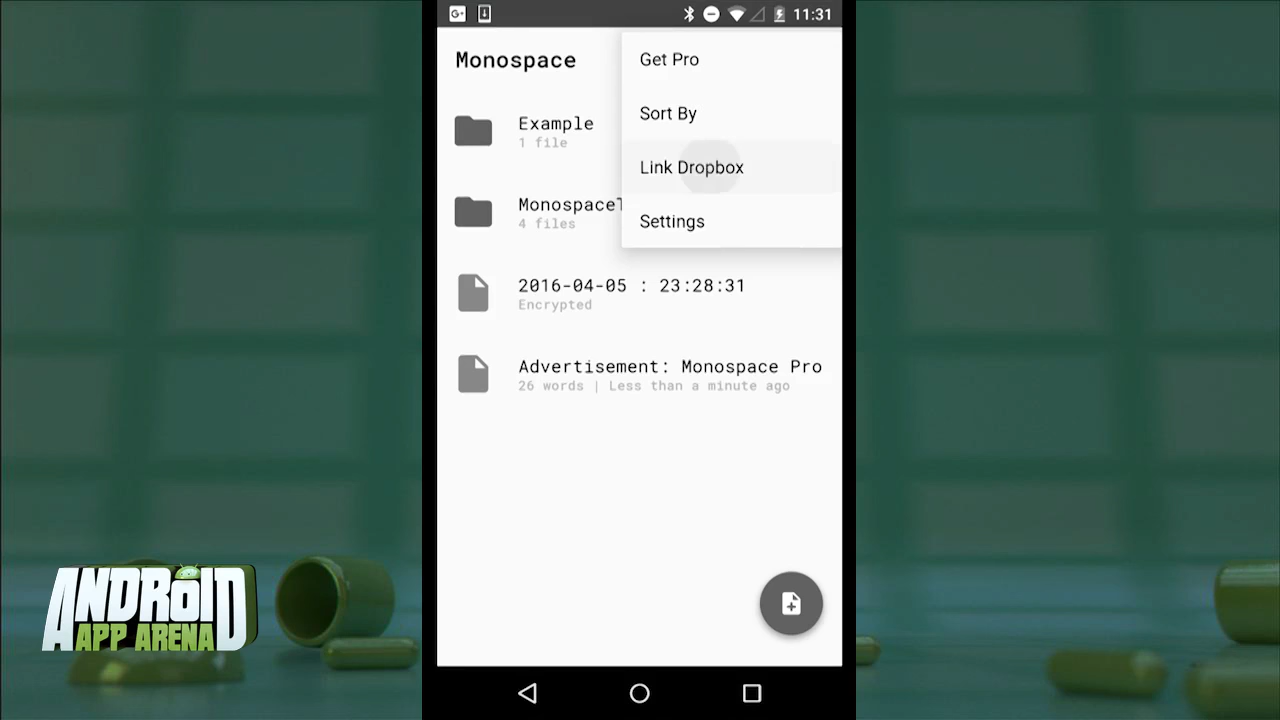 G+
11:31
Monospace
Get Pro
Sort By
Link Dropbox
Settings
Example
1 file
Monospace
4 files
2016-04-05 : 23:28:31
Encrypted
Advertisement: Monospace Pro
26 words | Less than a minute ago
ANDROID
APP ARENA